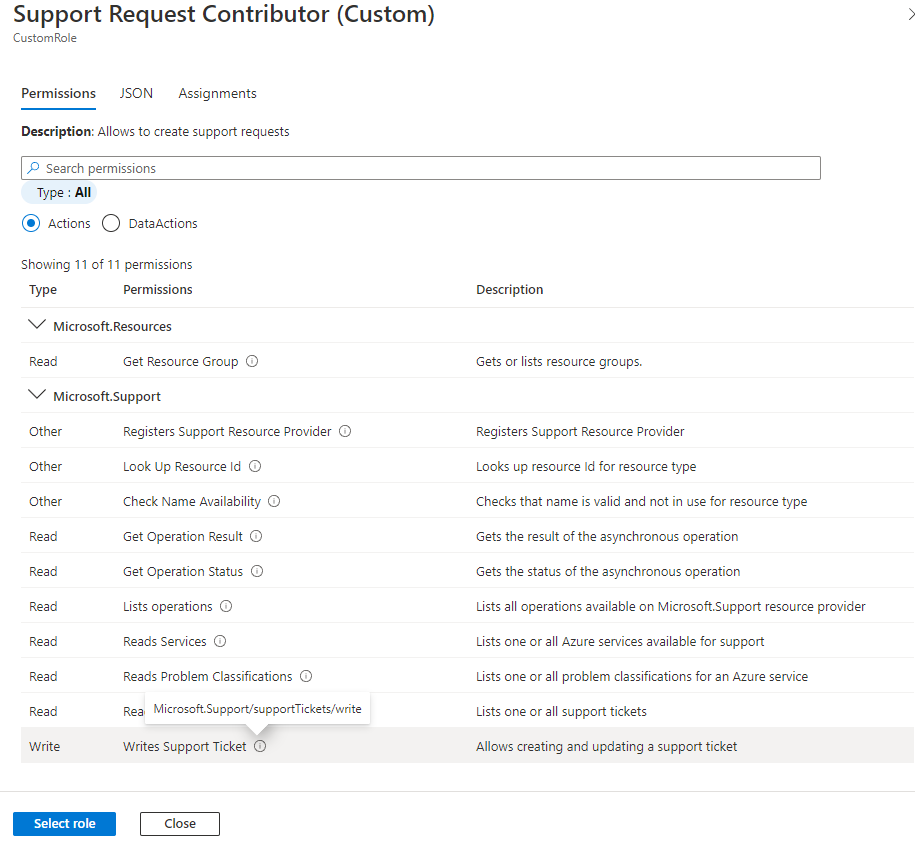 Support Request Contributor (Custom)
CustomRole
Permissions JSON Assignments
Description: Allows to create support requests
Search permissions
Type : All
Actions DataActions
Showing 11 of 11 permissions
Type Permissions Description
Microsoft.Resources
Read Get Resource Group Gets or lists resource groups.
Microsoft.Support
Other Registers Support Resource Provider Registers Support Resource Provider
Other Look Up Resource Id Looks up resource Id for resource type
Other Check Name Availability Checks that name is valid and not in use for resource type
Read Get Operation Result Gets the result of the asynchronous operation
Read Get Operation Status Gets the status of the asynchronous operation
Read Lists operations Lists all operations available on Microsoft.Support resource provider
Read Reads Services Lists one or all Azure services available for support
Read Reads Problem Classifications Lists one or all problem classifications for an Azure service
Microsoft.Support/supportTickets/write
Read Lists one or all support tickets
Write Writes Support Ticket Allows creating and updating a support ticket
Select role Close